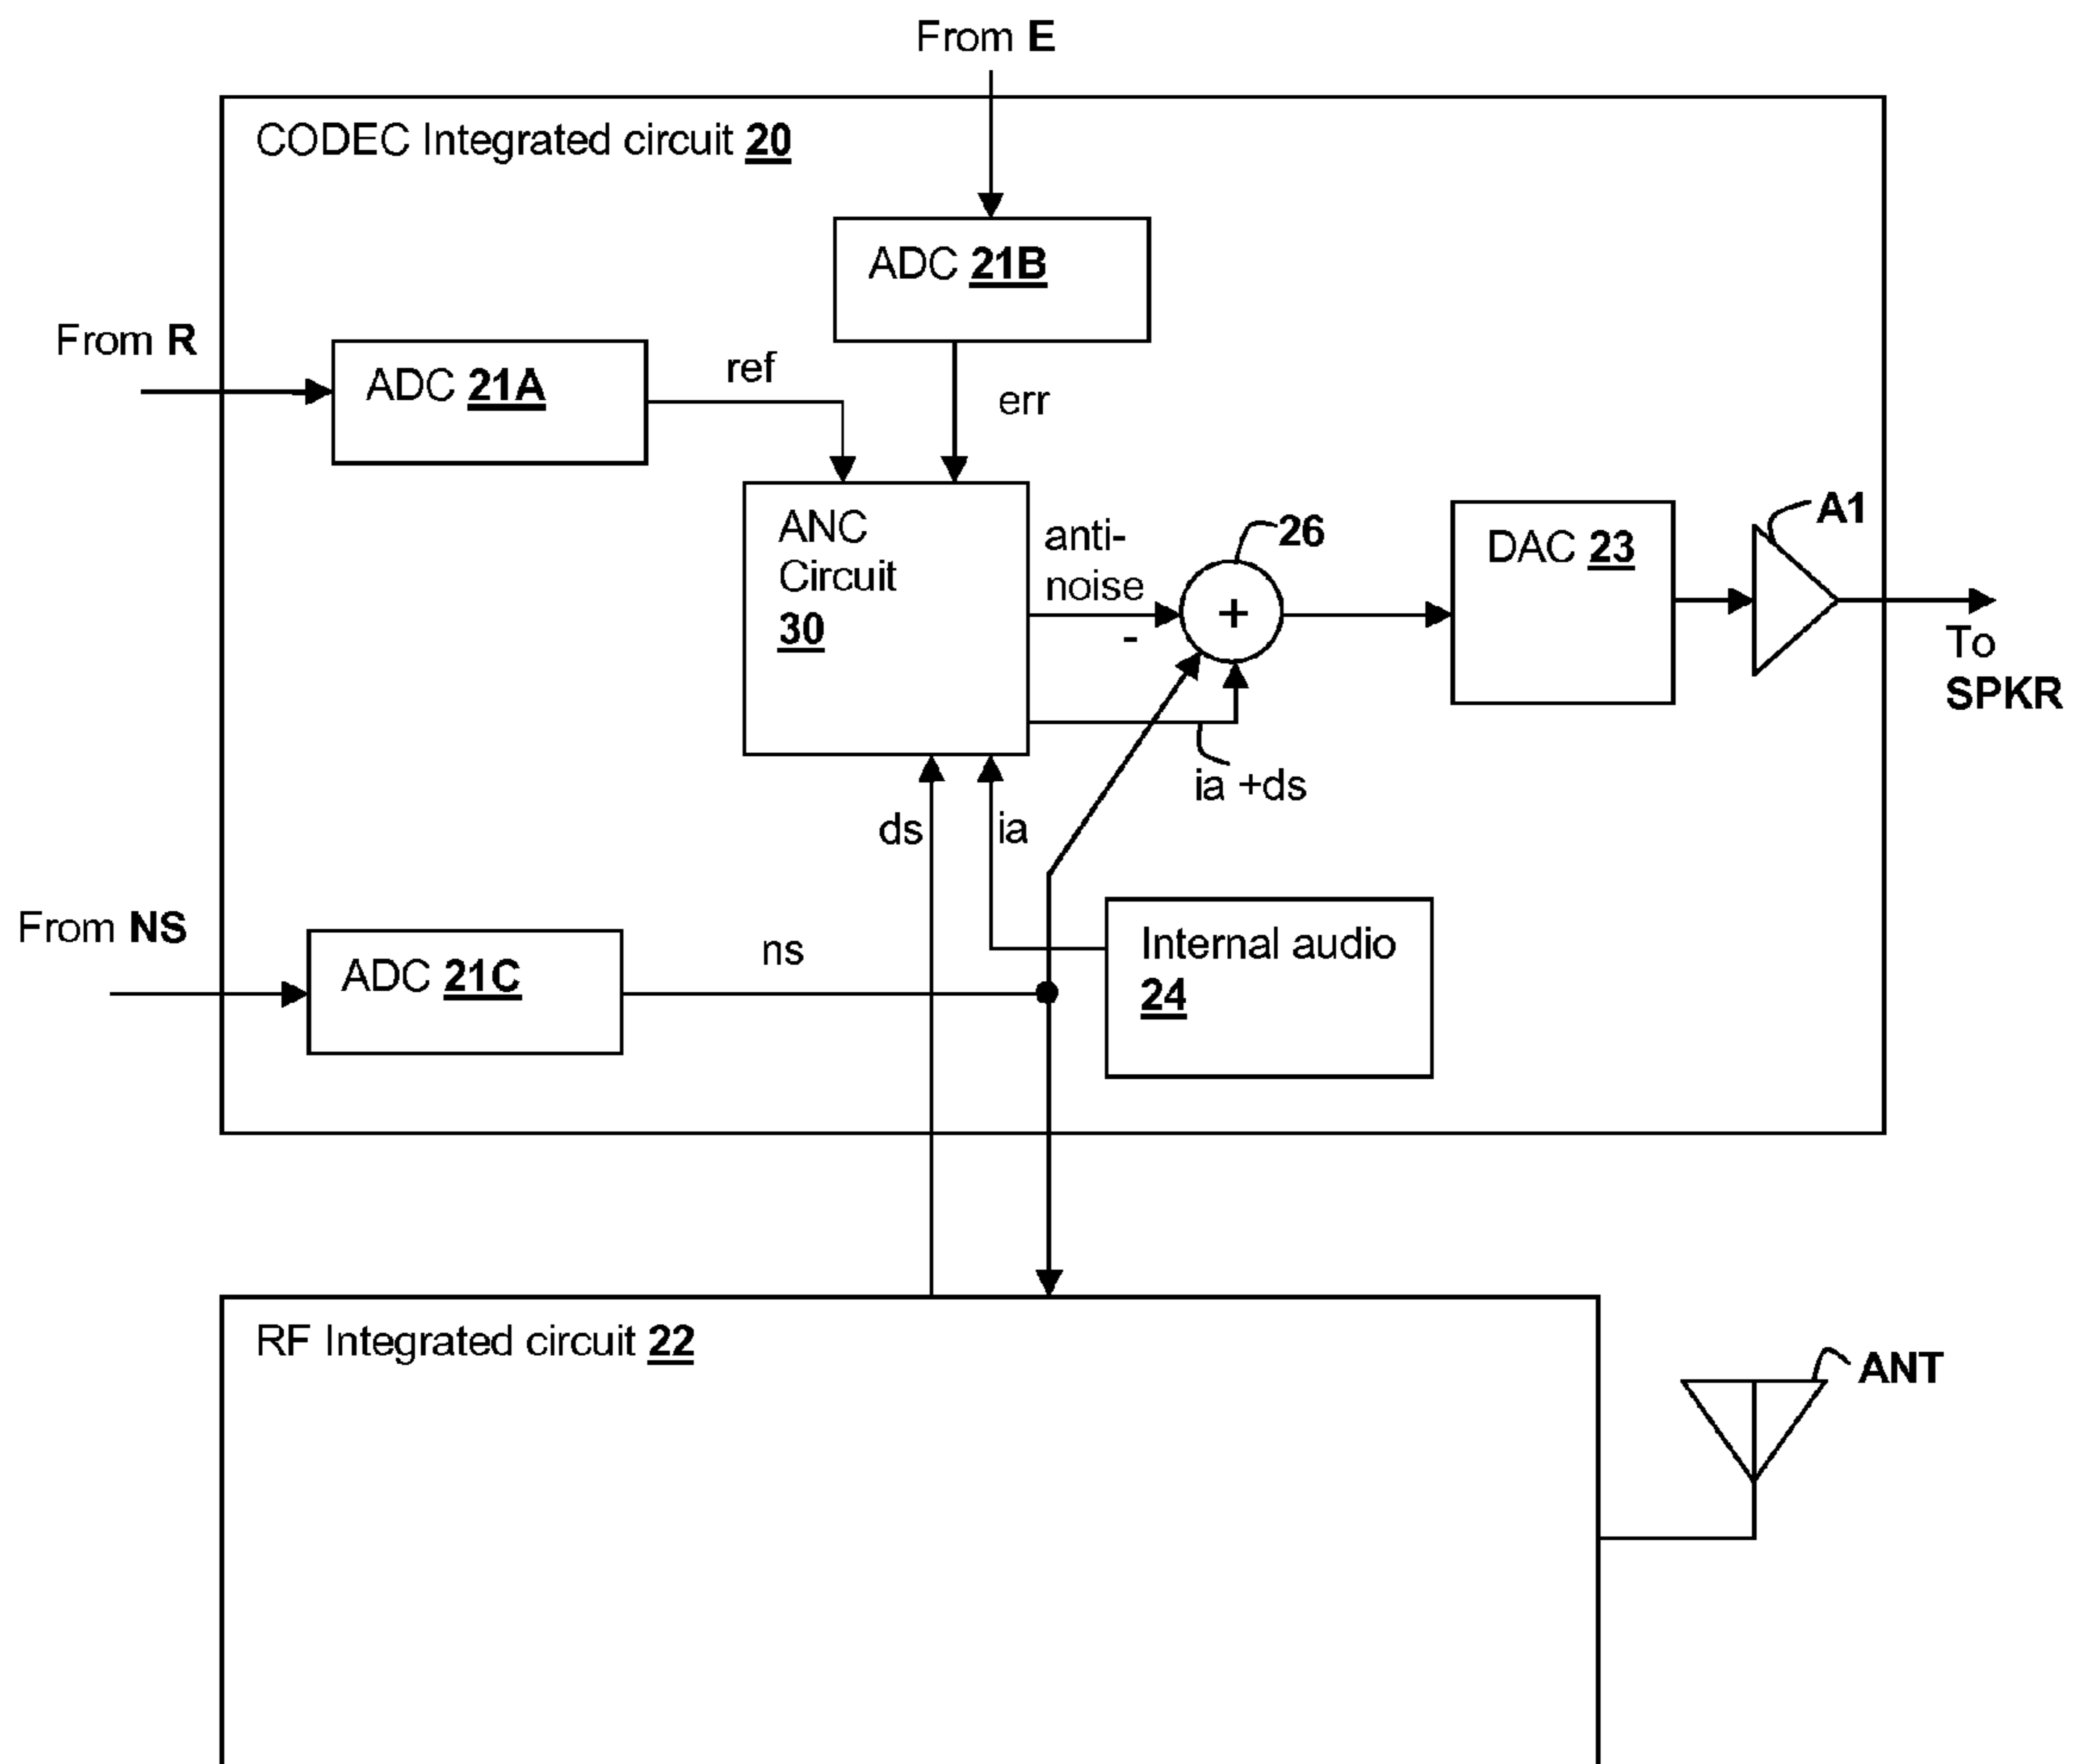 From E
CODEC Integrated circuit 20
ADC 21B
From R
ADC 21A
ref
err
ANC
Circuit
30
anti-
noise
-
26
+
DAC 23
A1
To
SPKR
ia +ds
ds
ia
From NS
ADC 21C
ns
Internal audio
24
RF Integrated circuit 22
ANT